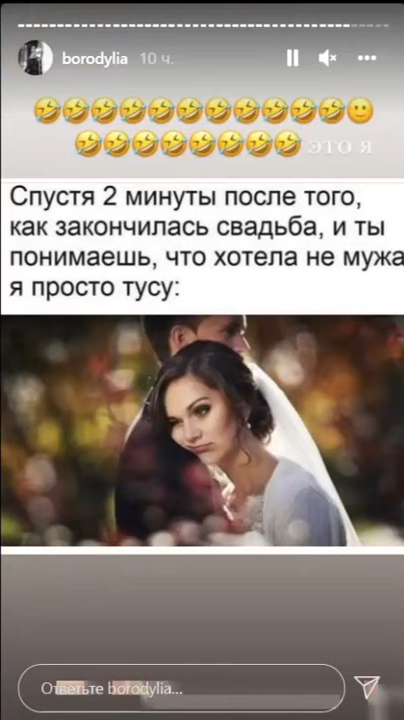 borodylia 10 ч.
🤣🤣🤣🤣🤣🤣🤣🤣🤣🤣🤣🙂
🤣🤣🤣🤣🤣🤣🤣🤣 это я
Спустя 2 минуты после того,
как закончилась свадьба, и ты
понимаешь, что хотела не мужа
я просто тусу:
Ответьте borodylia...